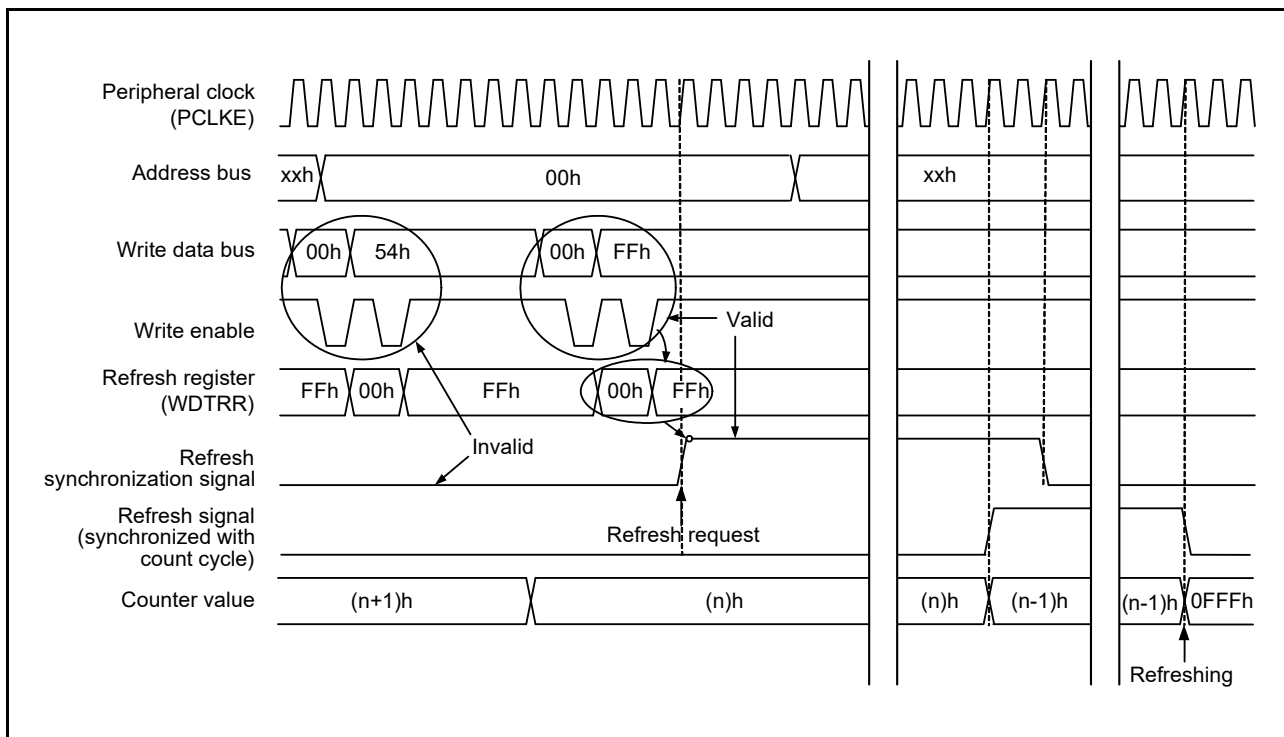 Peripheral clock
(PCLKE)
Address bus
xxh
00h
xxh
Write data bus
00h
54h
00h
FFh
Write enable
Valid
Refresh register
(WDTRR)
FFh
00h
FFh
00h
FFh
Invalid
Refresh
synchronization signal
Refresh signal
(synchronized with
count cycle)
Refresh request
Counter value
(n+1)h
(n)h
(n)h
(n-1)h
(n-1)h
0FFFh
Refreshing